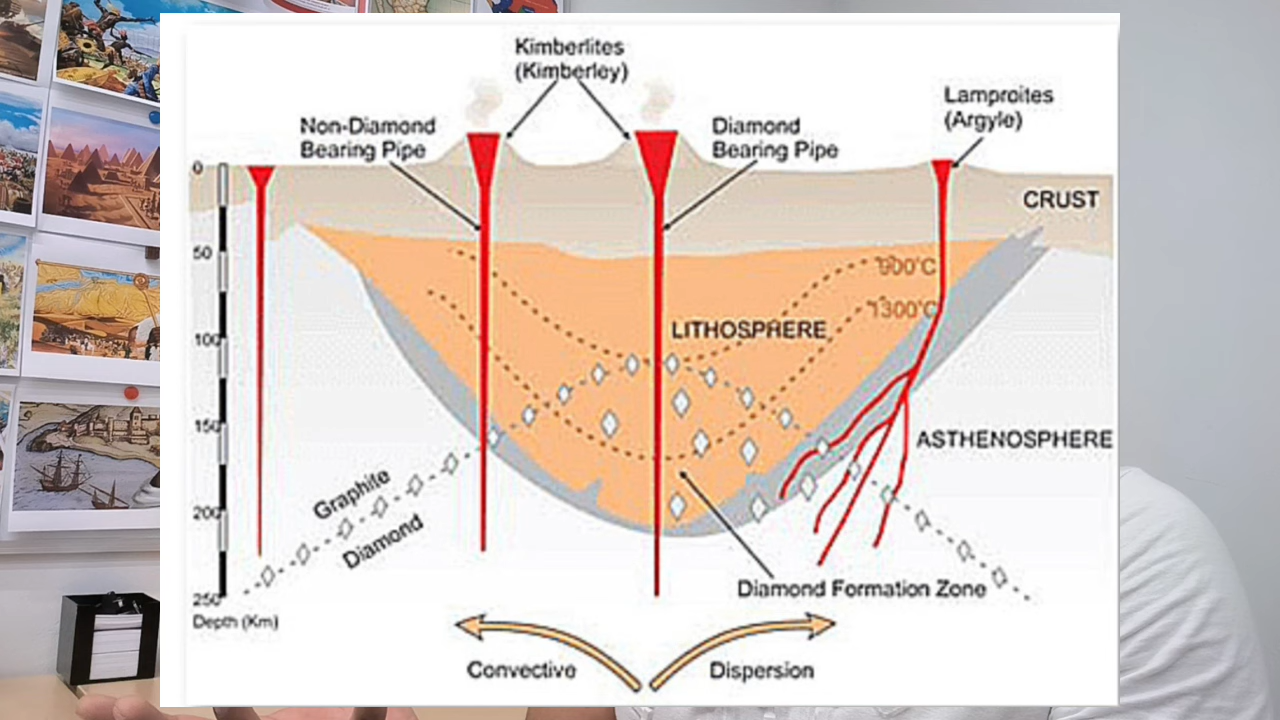 Kimberlites
(Kimberley)
Lamproites
(Argyle)
Non-Diamond
Bearing Pipe
Diamond
Bearing Pipe
0
CRUST
50
900°C
1300°C
LITHOSPHERE
100
150
ASTHENOSPHERE
Graphite
Diamond
200
Diamond Formation Zone
250
Depth (Km)
Convective
Dispersion